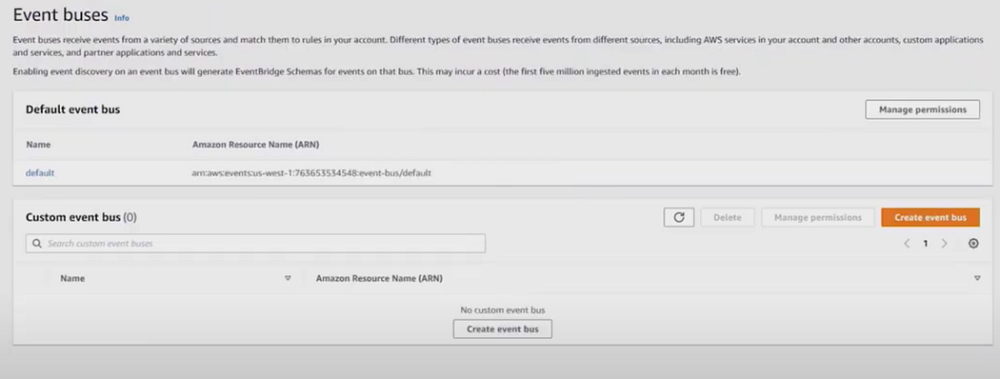 Event buses Info
Event buses receive events from a variety of sources and match them to rules in your account. Different types of event buses receive events from different sources, including AWS services in your account and other accounts, custom applications
and services, and partner applications and services.
Enabling event discovery on an event bus will generate EventBridge Schemas for events on that bus. This may incur a cost (the first five million ingested events in each month is free).
Default event bus
Manage permissions
Name
Amazon Resource Name (ARN)
default
arn:aws:events:us-west-1:763653534548:event-bus/default
Custom event bus (0)
Delete
Manage permissions
Create event bus
Search custom event buses
1
Name
Amazon Resource Name (ARN)
No custom event bus
Create event bus